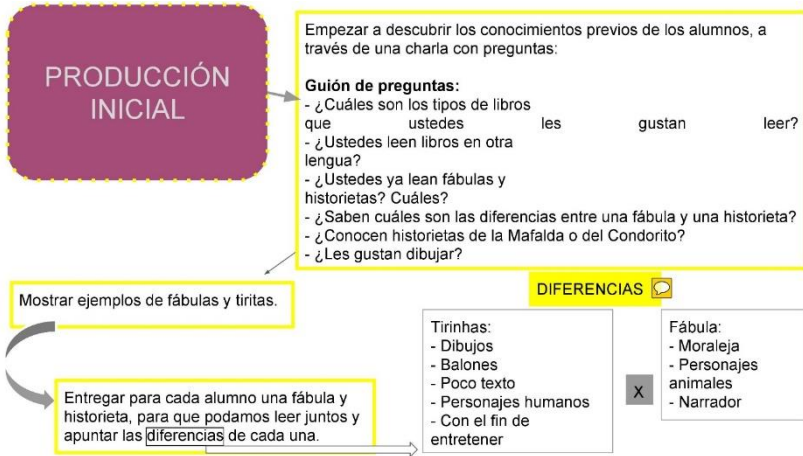 PRODUCCIÓN
INICIAL
Empezar a descubrir los conocimientos previos de los alumnos, a
través de una charla con preguntas:
Guión de preguntas:
- ¿Cuáles son los tipos de libros
que ustedes les gustan leer?
- ¿Ustedes leen libros en otra
lengua?
- ¿Ustedes ya lean fábulas y
historietas? Cuáles?
- ¿Saben cuáles son las diferencias entre una fábula y una historieta?
- ¿Conocen historietas de la Mafalda o del Condorito?
- ¿Les gustan dibujar?
Mostrar ejemplos de fábulas y tiritas.
Entregar para cada alumno una fábula y
historieta, para que podamos leer juntos y
apuntar las diferencias de cada una.
DIFERENCIAS
Tirinhas:
- Dibujos
- Balones
- Poco texto
- Personajes humanos
- Con el fin de
entretener
X
Fábula:
- Moraleja
- Personajes
animales
- Narrador